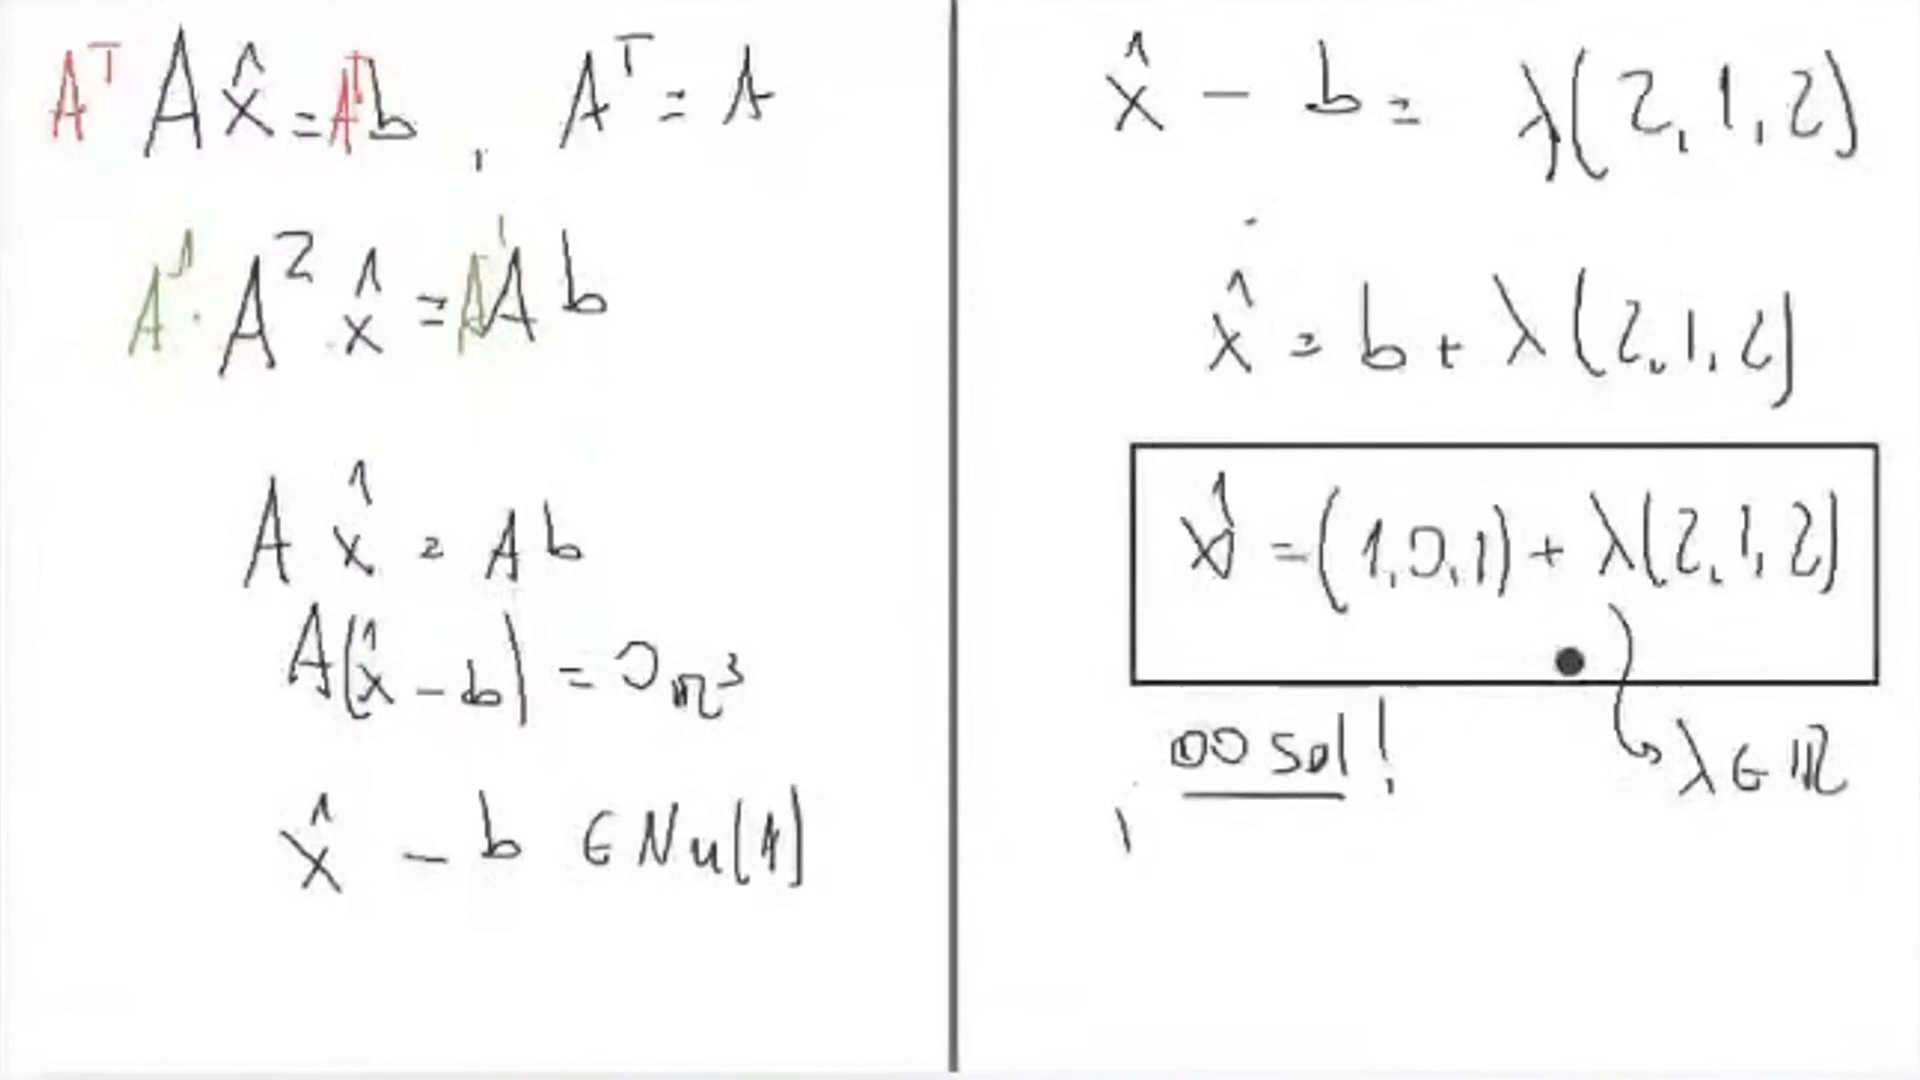 Aᵀ A x̂ = Aᵀ b , Aᵀ = A
A⁻¹ · A² x̂ = A⁻¹ A b
A x̂ = A b
A(x̂ - b) = 0ℝ³
x̂ - b ∈ Nu(A)
x̂ - b = λ(2, 1, 2)
x̂ = b + λ(2, 1, 2)
x̂ = (1, 0, 1) + λ(2, 1, 2)
∞ sol!
λ ∈ ℝ